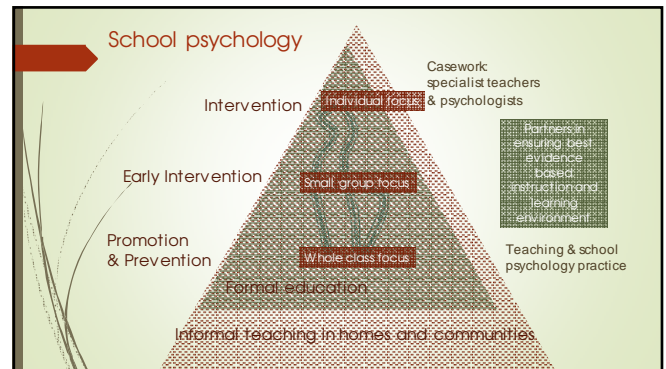 School psychology
Casework:
specialist teachers
& psychologists
Intervention
Individual focus
Partners in
ensuring best
evidence
based
instruction and
learning
environment
Early Intervention
Small group focus
Promotion
& Prevention
Whole class focus
Teaching & school
psychology practice
Formal education
Informal teaching in homes and communities